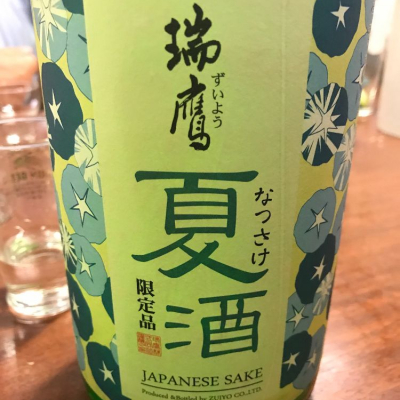 瑞鷹
ずいよう
夏酒
なつさけ
限定品
JAPANESE SAKE
Produced & Bottled by ZUIYO CO.,LTD.